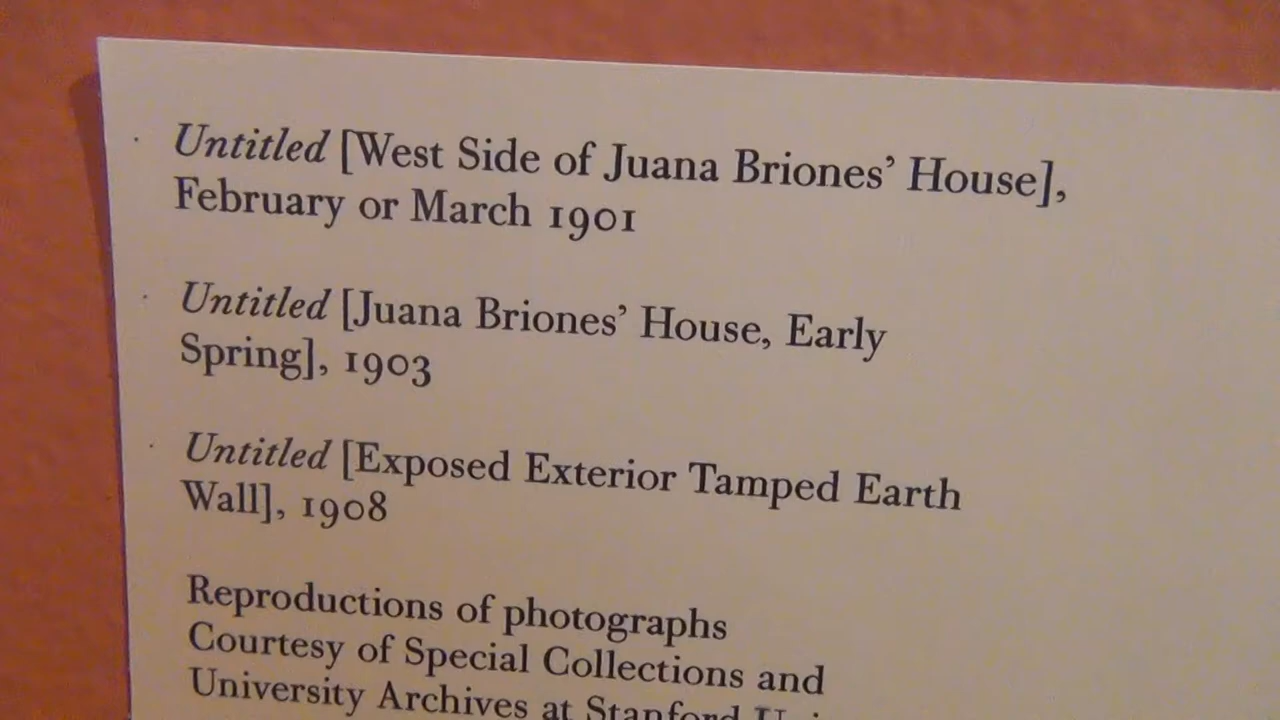 Untitled [West Side of Juana Briones’ House],
February or March 1901
Untitled [Juana Briones’ House, Early
Spring], 1903
Untitled [Exposed Exterior Tamped Earth
Wall], 1908
Reproductions of photographs
Courtesy of Special Collections and
University Archives at Stanford